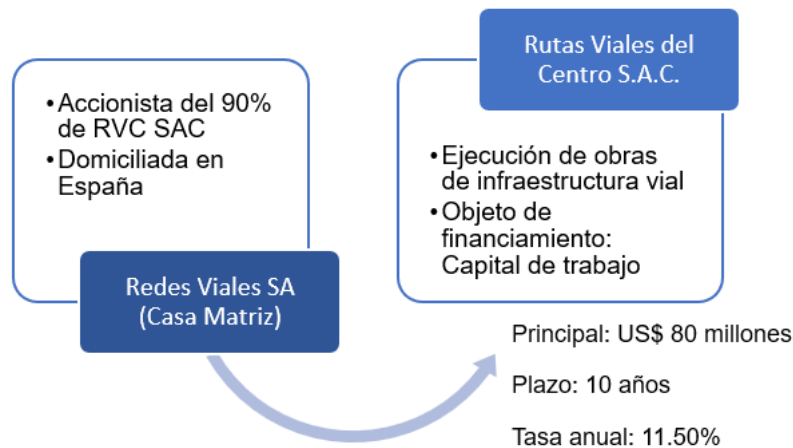 •Accionista del 90%
de RVC SAC
•Domiciliada en
España
Redes Viales SA
(Casa Matriz)
Rutas Viales del
Centro S.A.C.
•Ejecución de obras
de infraestructura vial
•Objeto de
financiamiento:
Capital de trabajo
Principal: US$ 80 millones
Plazo: 10 años
Tasa anual: 11.50%